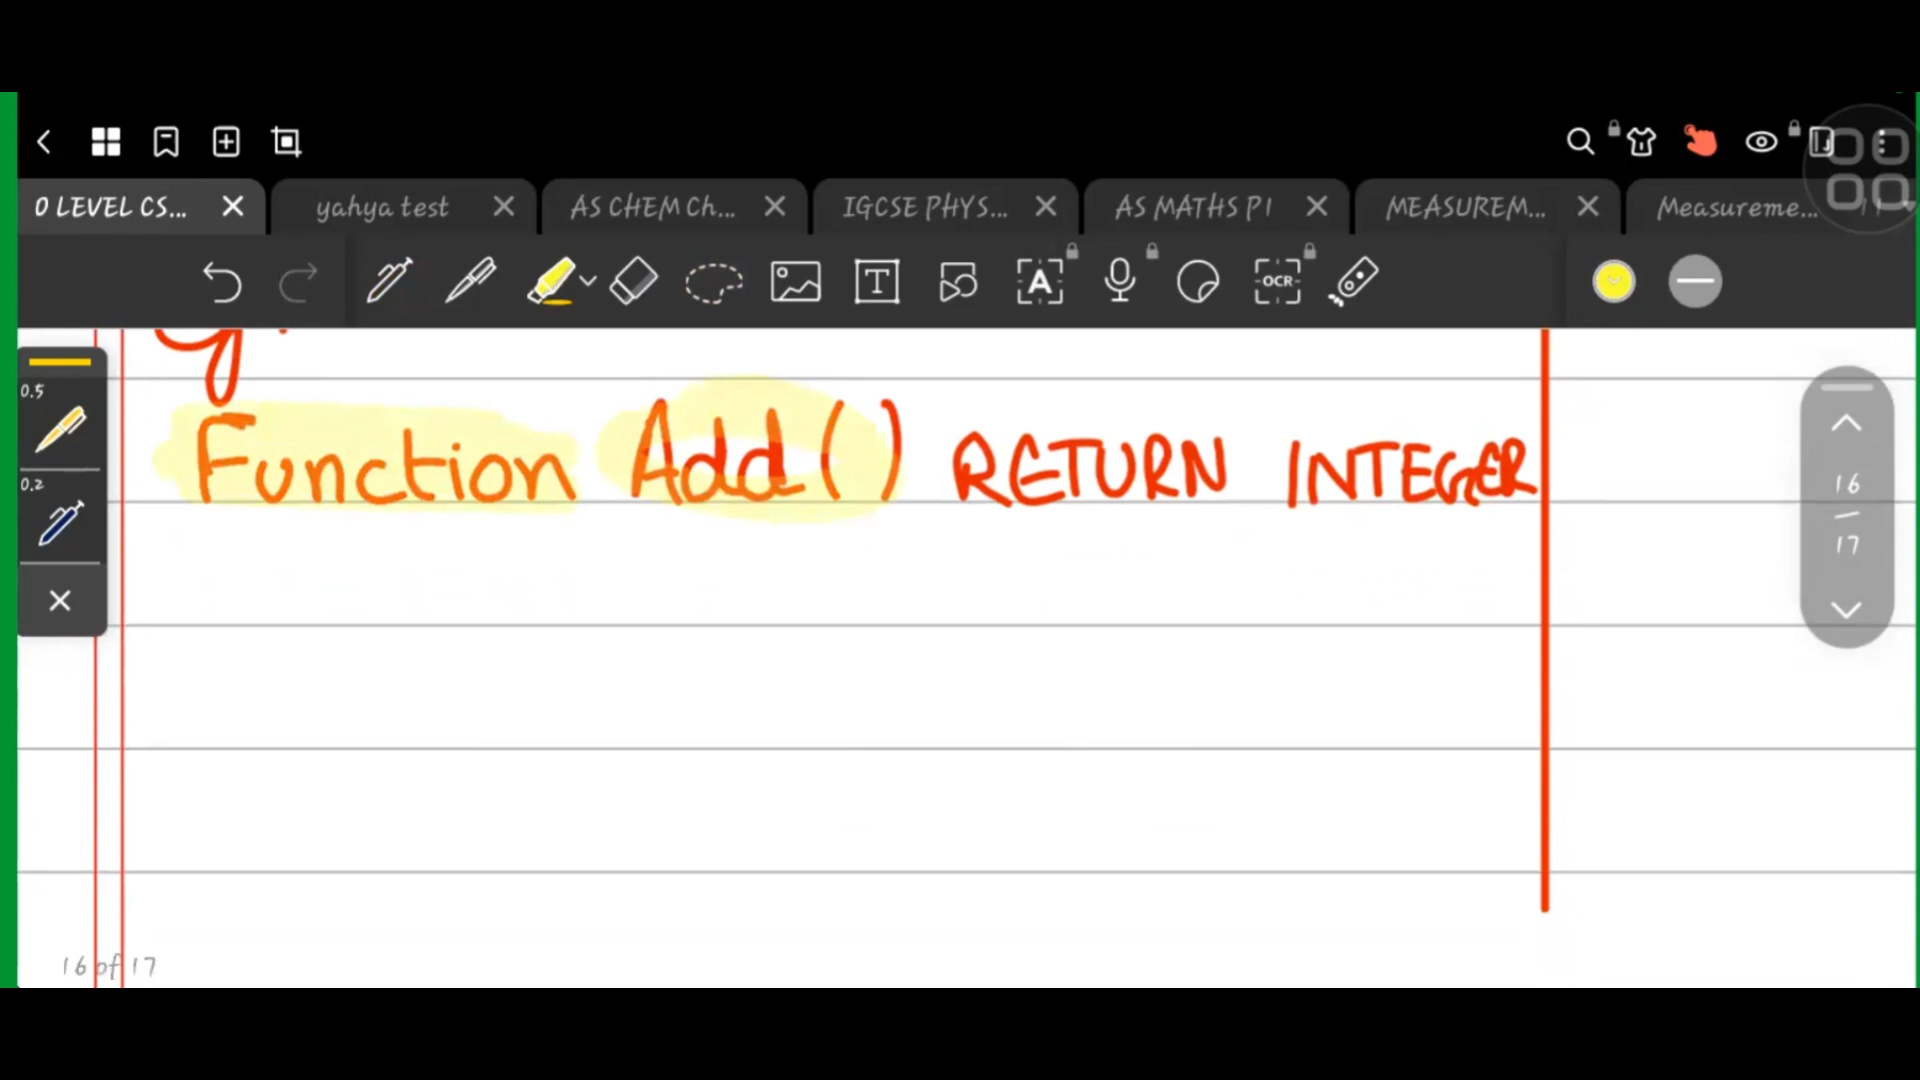 O LEVEL CS... yahya test AS CHEM Ch... IGCSE PHYS... AS MATHS P1 MEASUREM... Measureme...
T A OCR
0.5
0.2
Function Add() RETURN INTEGER
16
17
16 of 17